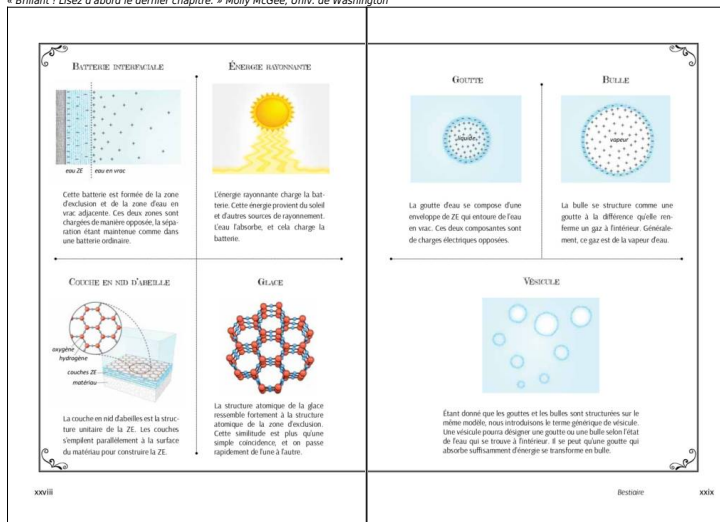 « Brillant ! Lisez d'abord le dernier chapitre. » Molly McGee, Univ. de Washington
BATTERIE INTERFACIALE
eau ZE
eau en vrac
Cette batterie est formée de la zone
d'exclusion et de la zone d'eau en
vrac adjacente. Ces deux zones sont
chargées de manière opposée, la sépa-
ration étant maintenue comme dans
une batterie ordinaire.
ÉNERGIE RAYONNANTE
L'énergie rayonnante charge la bat-
terie. Cette énergie provient du soleil
et d'autres sources de rayonnement.
L'eau l'absorbe, et cela charge la
batterie.
COUCHE EN NID D'ABEILLE
oxygène
hydrogène
couches ZE
matériau
La couche en nid d'abeilles est la struc-
ture unitaire de la ZE. Les couches
s'empilent parallèlement à la surface
du matériau pour construire la ZE.
GLACE
La structure atomique de la glace
ressemble fortement à la structure
atomique de la zone d'exclusion.
Cette similitude est plus qu'une
simple coïncidence, et on passe
rapidement de l'une à l'autre.
xxviii
GOUTTE
liquide
La goutte d'eau se compose d'une
enveloppe de ZE qui entoure de l'eau
en vrac. Ces deux composantes sont
de charges électriques opposées.
BULLE
vapeur
La bulle se structure comme une
goutte à la différence qu'elle ren-
ferme un gaz à l'intérieur. Générale-
ment, ce gaz est de la vapeur d'eau.
VÉSICULE
Étant donné que les gouttes et les bulles sont structurées sur le
même modèle, nous introduisons le terme générique de vésicule.
Une vésicule pourra désigner une goutte ou une bulle selon l'état
de l'eau qui se trouve à l'intérieur. Il se peut qu'une goutte qui
absorbe suffisamment d'énergie se transforme en bulle.
Bestiaire
xxix